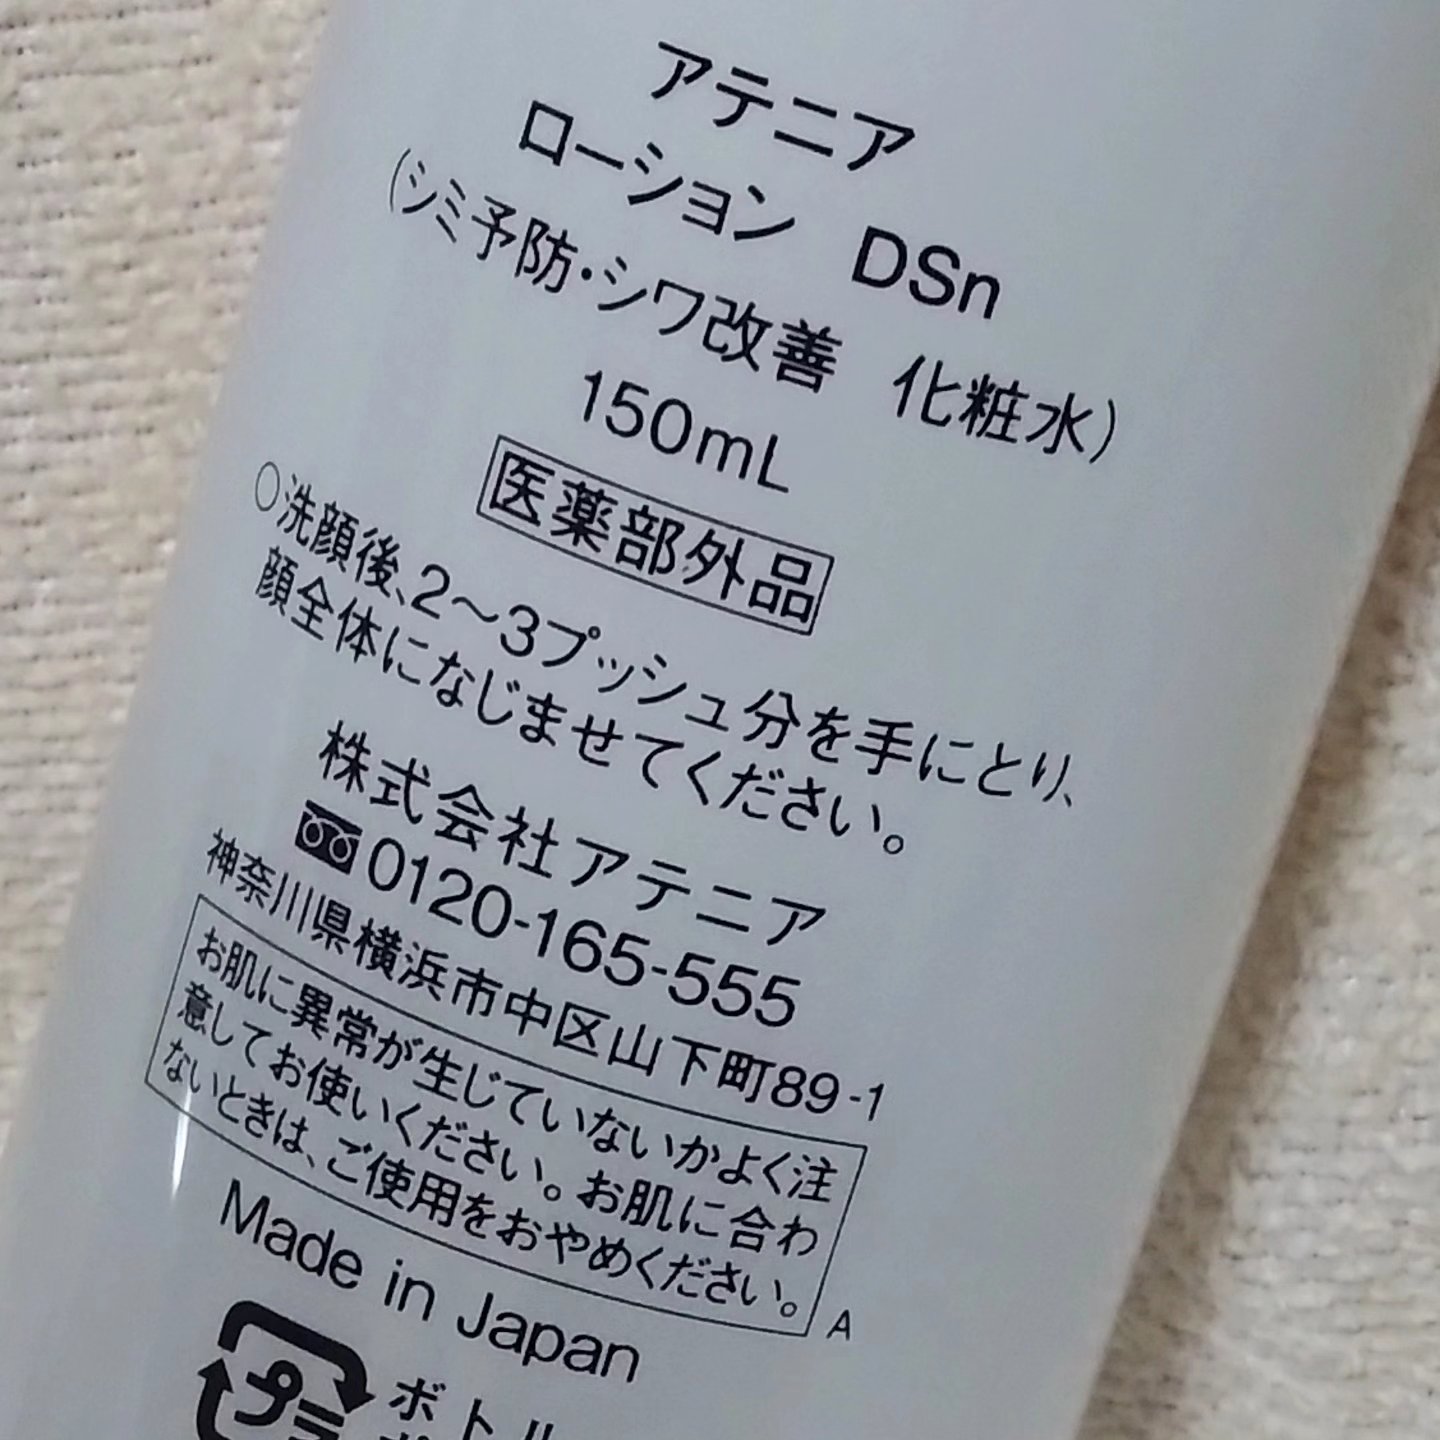 アテニア
ローション DSn
(シミ予防・シワ改善 化粧水)
150mL
医薬部外品
○洗顔後、2〜3プッシュ分を手にとり、
顔全体になじませてください。
株式会社アテニア
0120-165-555
神奈川県横浜市中区山下町89-1
お肌に異常が生じていないかよく注
意してお使いください。お肌に合わ
ないときは、ご使用をおやめください。
A
Made in Japan
プラ
ボトル